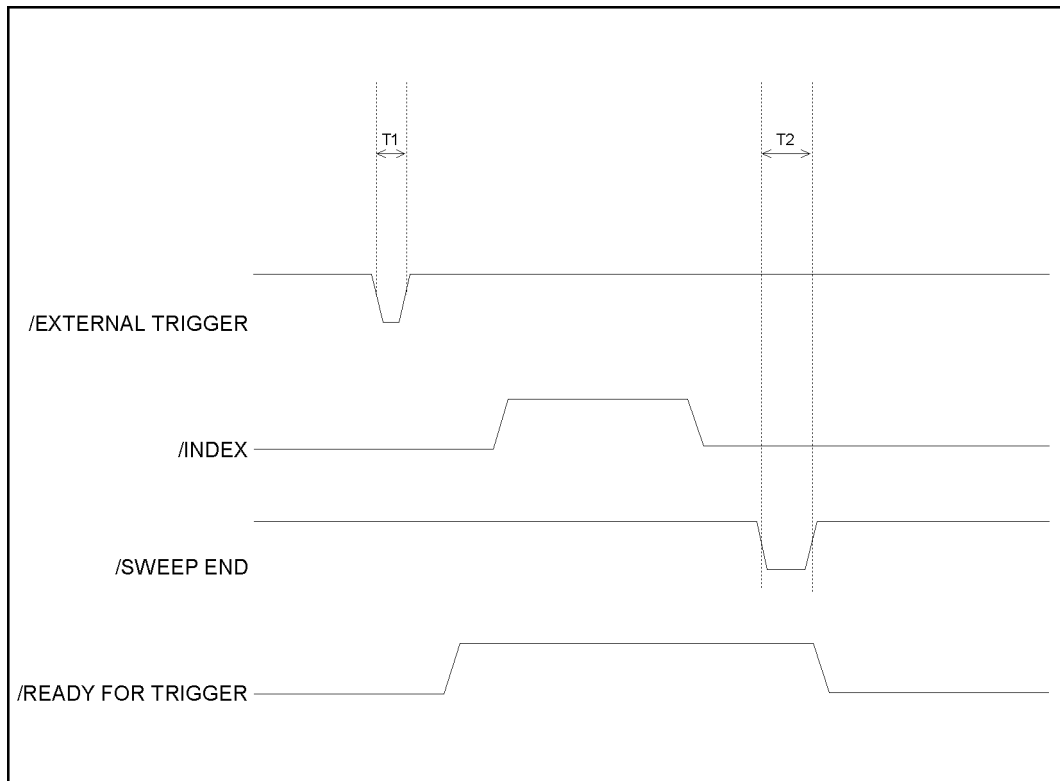 T1
T2
/EXTERNAL TRIGGER
/INDEX
/SWEEP END
/READY FOR TRIGGER